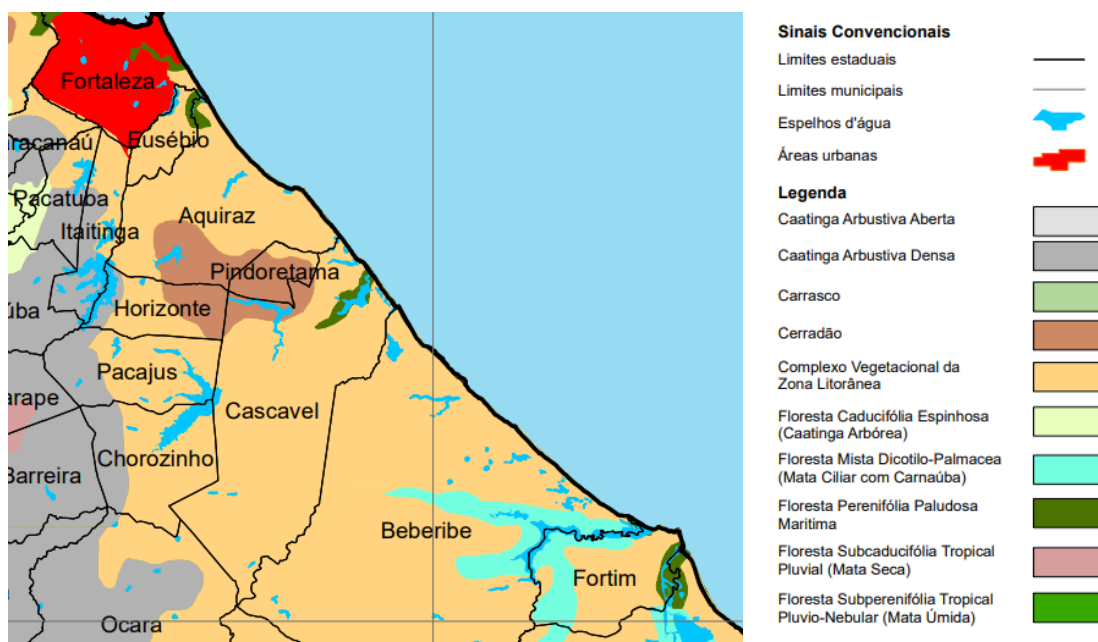 Fortaleza
Eusébio
aracanaú
Pacatuba
Itaitinga
Aquiraz
Pindoretama
Horizonte
úba
Pacajus
arape
Cascavel
Chorozinho
Barreira
Beberibe
Fortim
Ocara
Sinais Convencionais
Limites estaduais
Limites municipais
Espelhos d'água
Áreas urbanas
Legenda
Caatinga Arbustiva Aberta
Caatinga Arbustiva Densa
Carrasco
Cerradão
Complexo Vegetacional da
Zona Litorânea
Floresta Caducifólia Espinhosa
(Caatinga Arbórea)
Floresta Mista Dicotilo-Palmacea
(Mata Ciliar com Carnaúba)
Floresta Perenifólia Paludosa
Maritima
Floresta Subcaducifólia Tropical
Pluvial (Mata Seca)
Floresta Subperenifólia Tropical
Pluvio-Nebular (Mata Úmida)